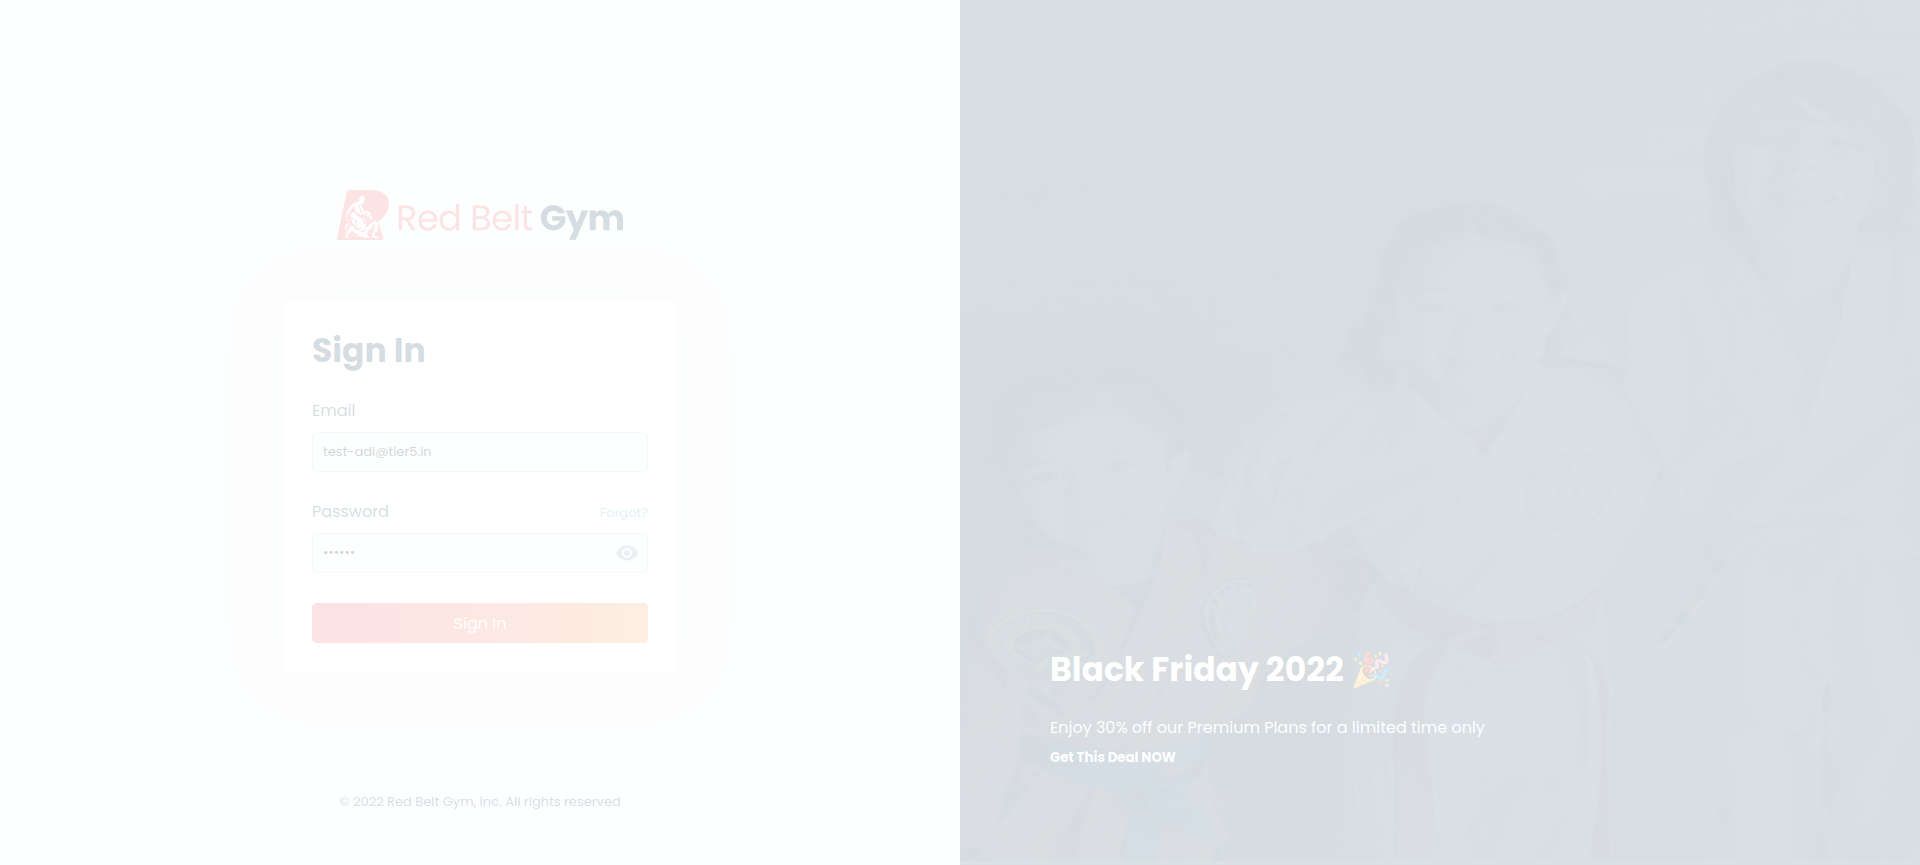 Red Belt Gym
Sign In
Email
test-adi@tier5.in
Password Forgot?
••••••
Sign In
© 2022 Red Belt Gym, Inc. All rights reserved
Black Friday 2022 🎉
Enjoy 30% off our Premium Plans for a limited time only
Get This Deal NOW